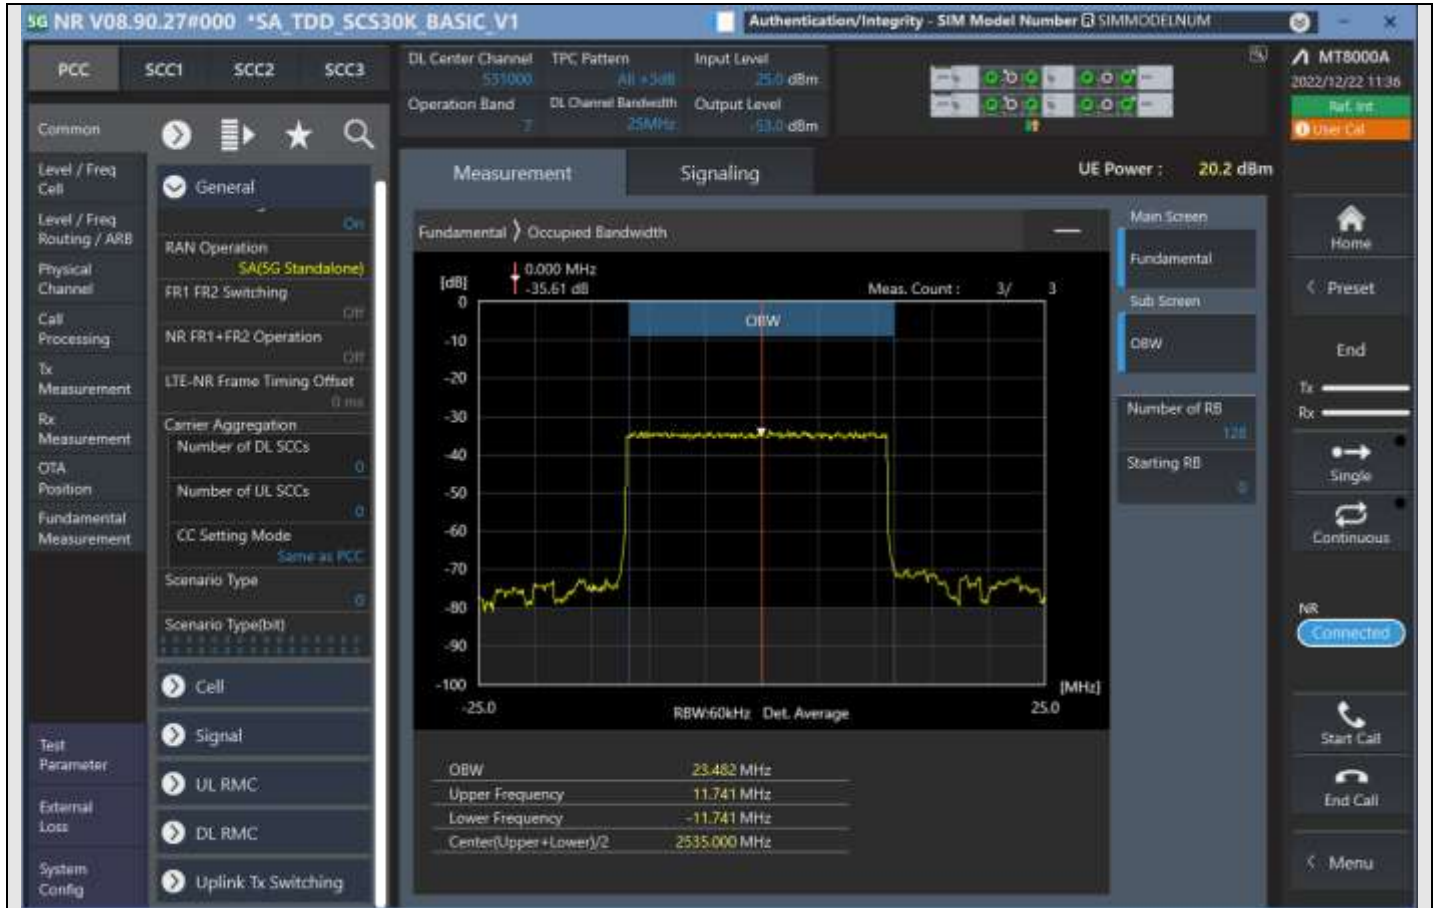 5G NR V08.90.27#000 *SA_TDD_SCS30K_BASIC_V1
Authentication/Integrity - SIM Model Number SIMMODELNUM
PCC SCC1 SCC2 SCC3
DL Center Channel TPC Pattern Input Level
531000 All +3dB 25.0 dBm
Operation Band DL Channel Bandwidth Output Level
7 25MHz -53.0 dBm
MT8000A
2022/12/22 11:36
Ref. Int.
User Cal
Common
Level / Freq
Cell
Level / Freq
Routing / ARB
Physical
Channel
Call
Processing
Tx
Measurement
Rx
Measurement
OTA
Position
Fundamental
Measurement
Test
Parameter
External
Loss
System
Config
General
On
RAN Operation
SA(5G Standalone)
FR1 FR2 Switching
Off
NR FR1+FR2 Operation
Off
LTE-NR Frame Timing Offset
0 ms
Carrier Aggregation
Number of DL SCCs
0
Number of UL SCCs
0
CC Setting Mode
Same as PCC
Scenario Type
0
Scenario Type(bit)
Cell
Signal
UL RMC
DL RMC
Uplink Tx Switching
Measurement Signaling
UE Power : 20.2 dBm
Fundamental Occupied Bandwidth
0.000 MHz
-35.61 dB
[dB]
Meas. Count : 3/ 3
OBW
0
-10
-20
-30
-40
-50
-60
-70
-80
-90
-100
[MHz]
-25.0 25.0
RBW:60kHz Det. Average
OBW 23.482 MHz
Upper Frequency 11.741 MHz
Lower Frequency -11.741 MHz
Center(Upper+Lower)/2 2535.000 MHz
Main Screen
Fundamental
Sub Screen
OBW
Number of RB
128
Starting RB
0
Home
< Preset
End
Tx
Rx
Single
Continuous
NR
Connected
Start Call
End Call
< Menu